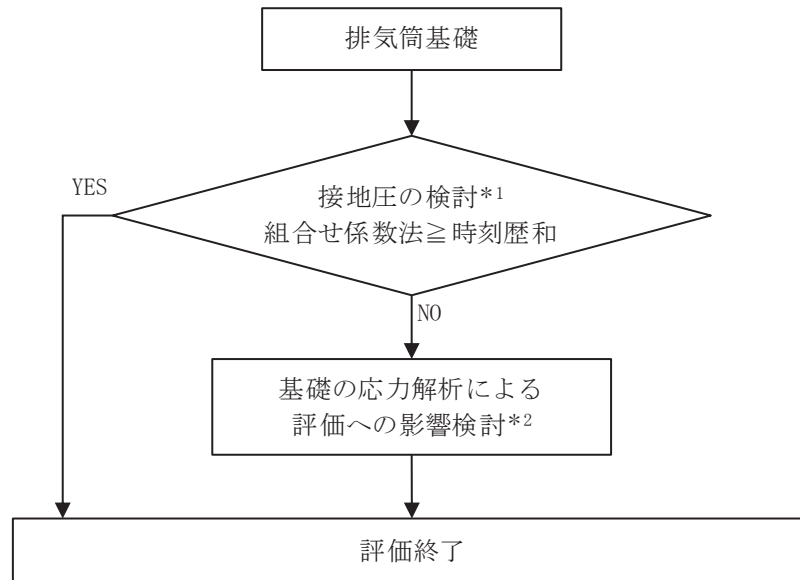 排気筒基礎
接地圧の検討*1
組合せ係数法≧時刻歴和
YES
NO
基礎の応力解析による
評価への影響検討*2
評価終了